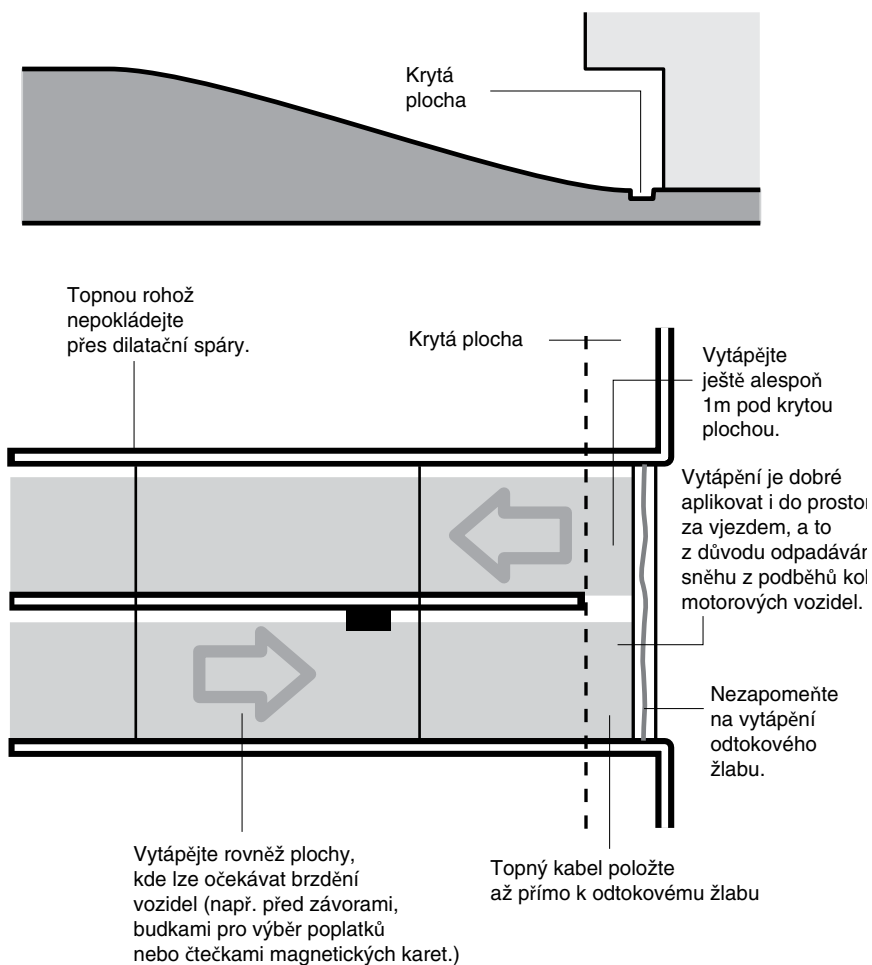 Krytá
plocha
Topnou rohož
nepokládejte
přes dilatační spáry.
Krytá plocha
Vytápějte
ještě alespoň
1m pod krytou
plochou.
Vytápění je dobré
aplikovat i do
za vjezdem, a to
z důvodu
sněhu z podběhů
motorových vozidel.
Nezapomeňte
na vytápění
odtokového
žlabu.
Vytápějte rovněž plochy,
kde lze očekávat brzdění
vozidel (např. před závorami,
budkami pro výběr poplatků
nebo čtečkami magnetických karet.)
Topný kabel položte
až přímo k odtokovému žlabu